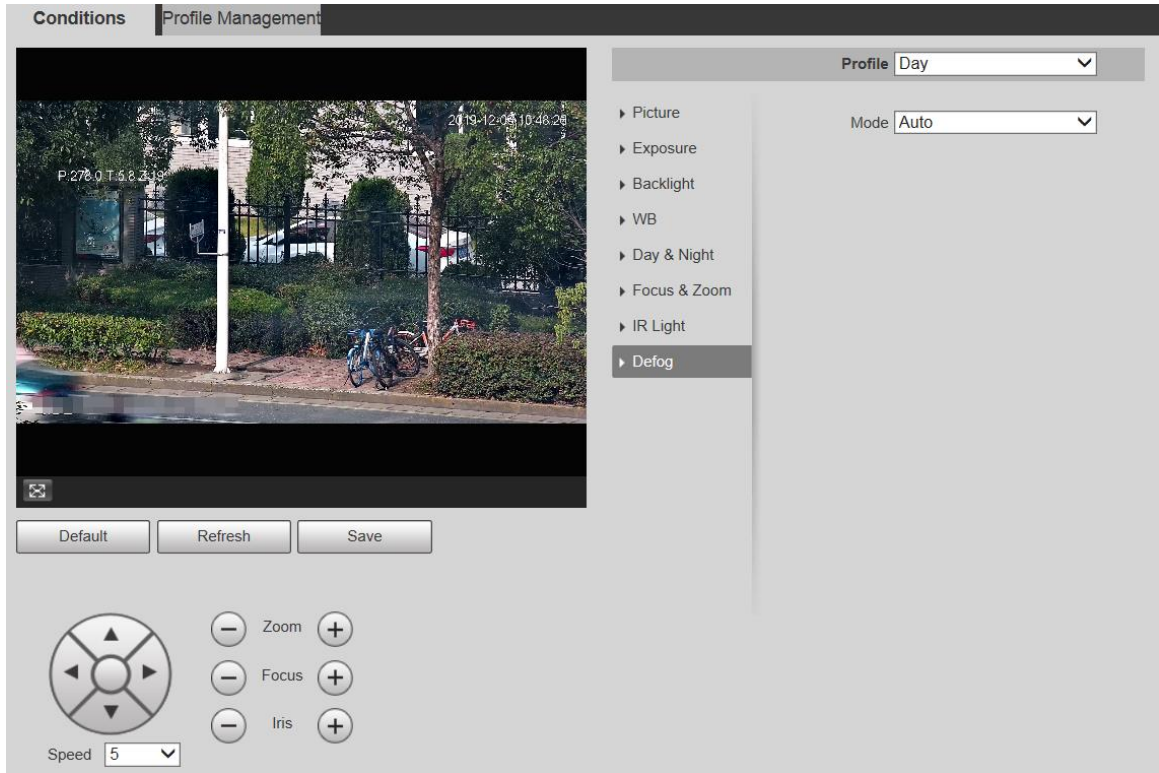 Conditions
Profile Management
Profile Day
2019-12-05 10:48:26
P:278.0 T:5.8 Z:19
Picture
Exposure
Backlight
WB
Day & Night
Focus & Zoom
IR Light
Defog
Mode Auto
Default
Refresh
Save
Zoom
Focus
Iris
Speed 5